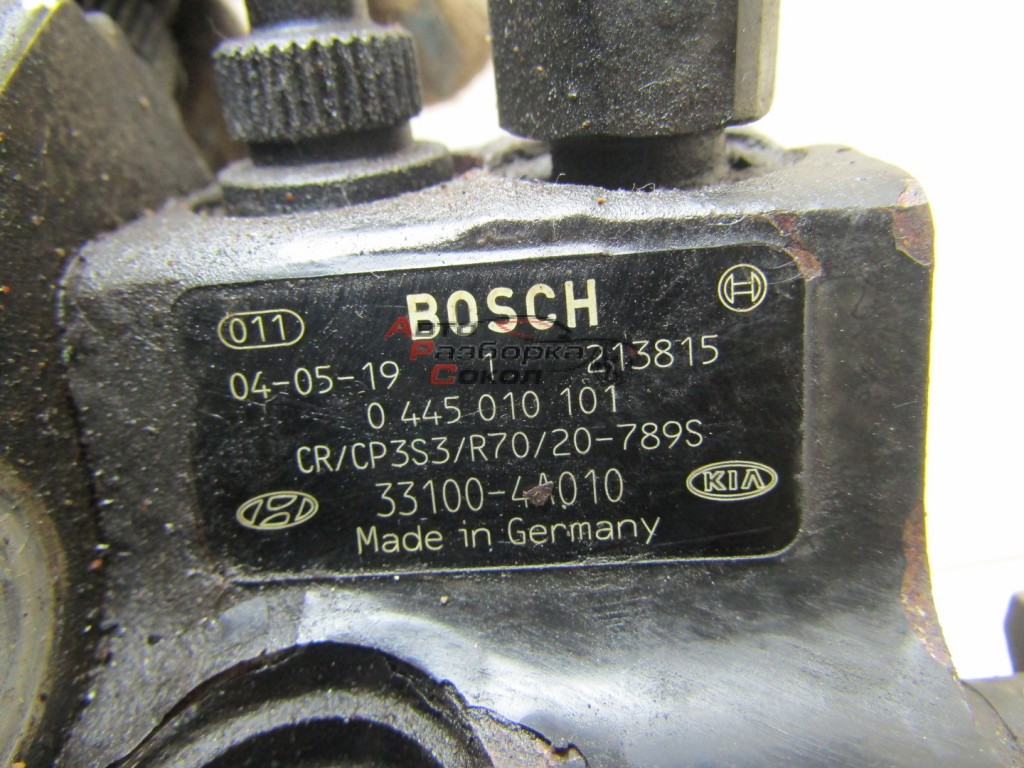 BOSCH
011
04-05-19 1 213815
0 445 010 101
CR/CP3S3/R70/20-789S
33100-4A010
KIA
Made in Germany
Авто
Разборка
Сокол